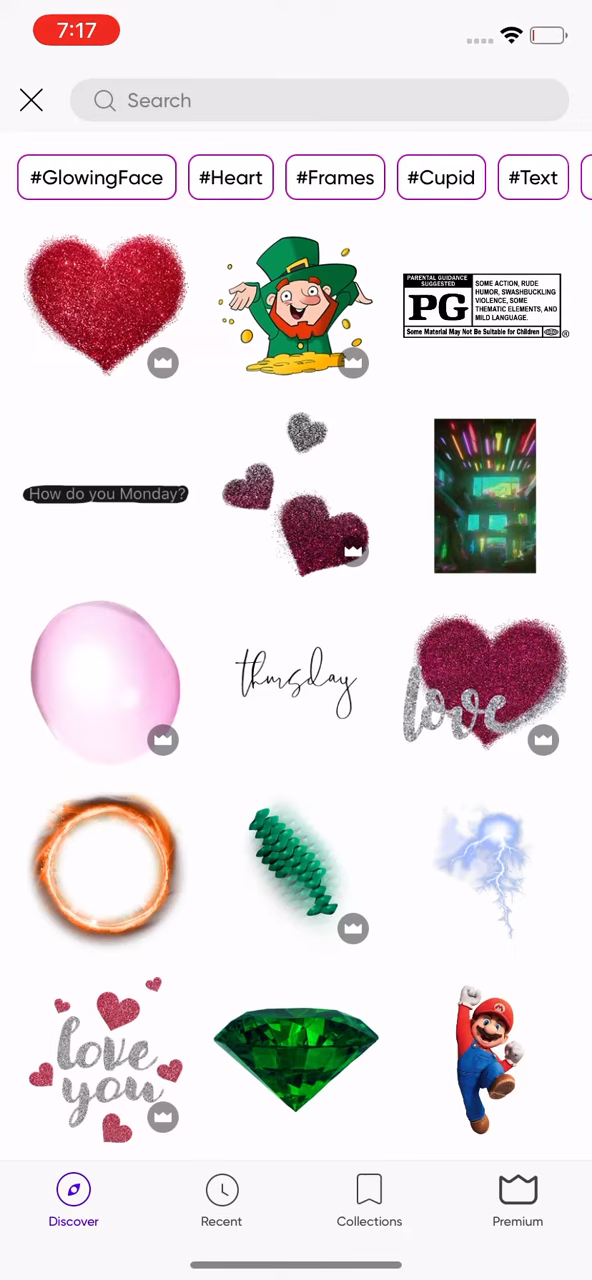 7:17
Search
#GlowingFace
#Heart
#Frames
#Cupid
#Text
PARENTAL GUIDANCE SUGGESTED
PG
SOME ACTION, RUDE
HUMOR, SWASHBUCKLING
VIOLENCE, SOME
THEMATIC ELEMENTS, AND
MILD LANGUAGE.
Some Material May Not Be Suitable for Children
®
How do you Monday?
thursday
love
love
you
Discover
Recent
Collections
Premium